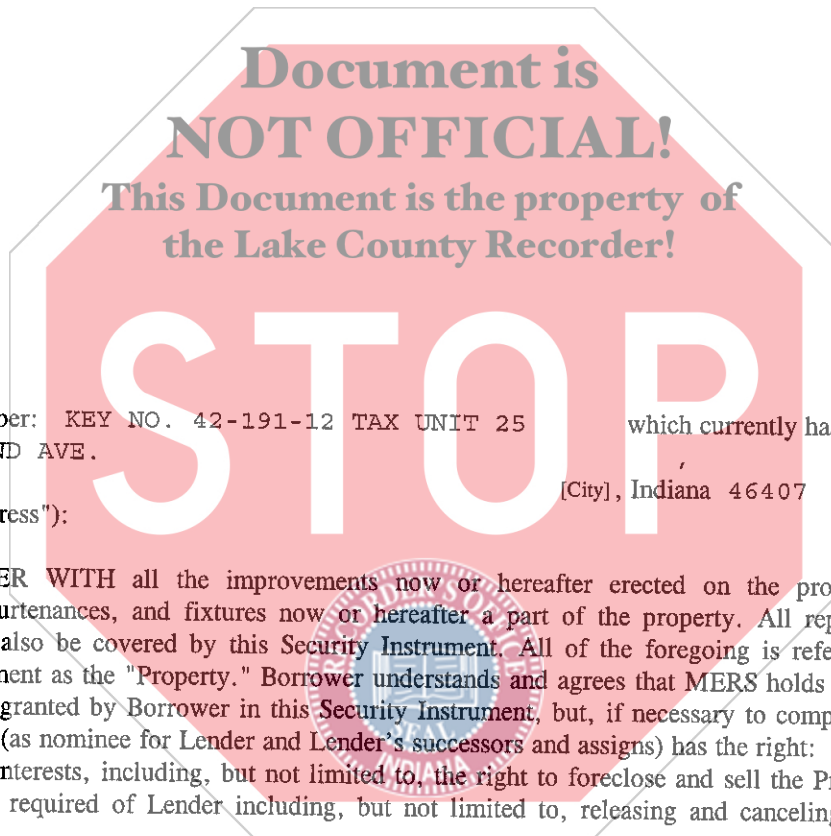 Document is
NOT OFFICIAL!
This Document is the property of
the Lake County Recorder!
STOP
ber: KEY NO. 42-191-12 TAX UNIT 25 which currently ha
ND AVE. ,
[City], Indiana 46407
ress"):
ER WITH all the improvements now or hereafter erected on the pro
urtenances, and fixtures now or hereafter a part of the property. All rep
also be covered by this Security Instrument. All of the foregoing is refe
nent as the "Property." Borrower understands and agrees that MERS holds
granted by Borrower in this Security Instrument, but, if necessary to comp
(as nominee for Lender and Lender's successors and assigns) has the right:
nterests, including, but not limited to, the right to foreclose and sell the Pr
required of Lender including, but not limited to, releasing and canceling
SEAL
INDIANA